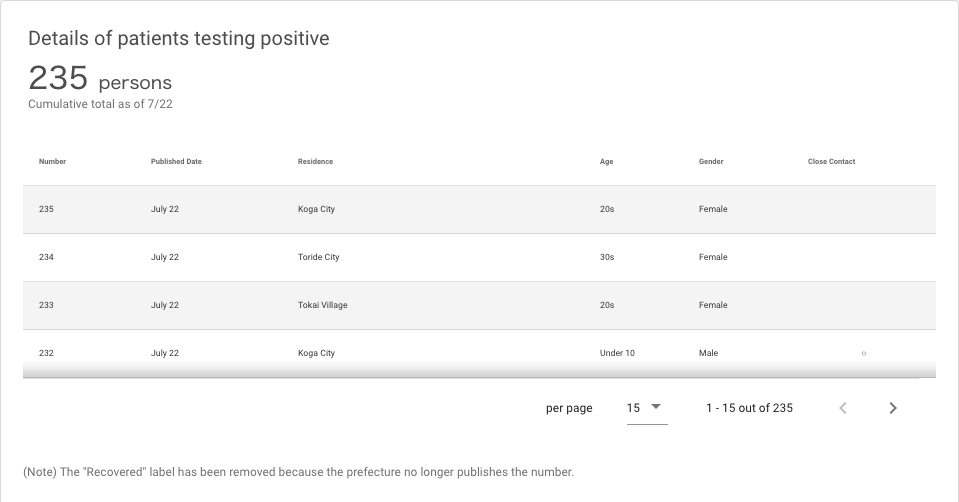 Details of patients testing positive
235 persons
Cumulative total as of 7/22
Number Published Date Residence Age Gender Close Contact
235 July 22 Koga City 20s Female
234 July 22 Toride City 30s Female
233 July 22 Tokai Village 20s Female
232 July 22 Koga City Under 10 Male ○
per page 15 1 - 15 out of 235
(Note) The "Recovered" label has been removed because the prefecture no longer publishes the number.